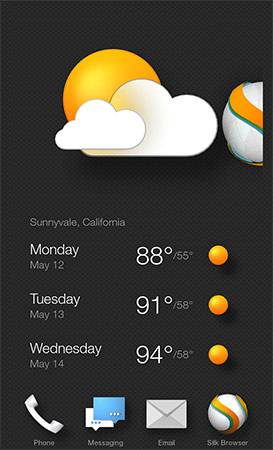 Sunnyvale, California
Monday 88°/55°
May 12
Tuesday 91°/58°
May 13
Wednesday 94°/58°
May 14
Phone Messaging Email Silk Browser